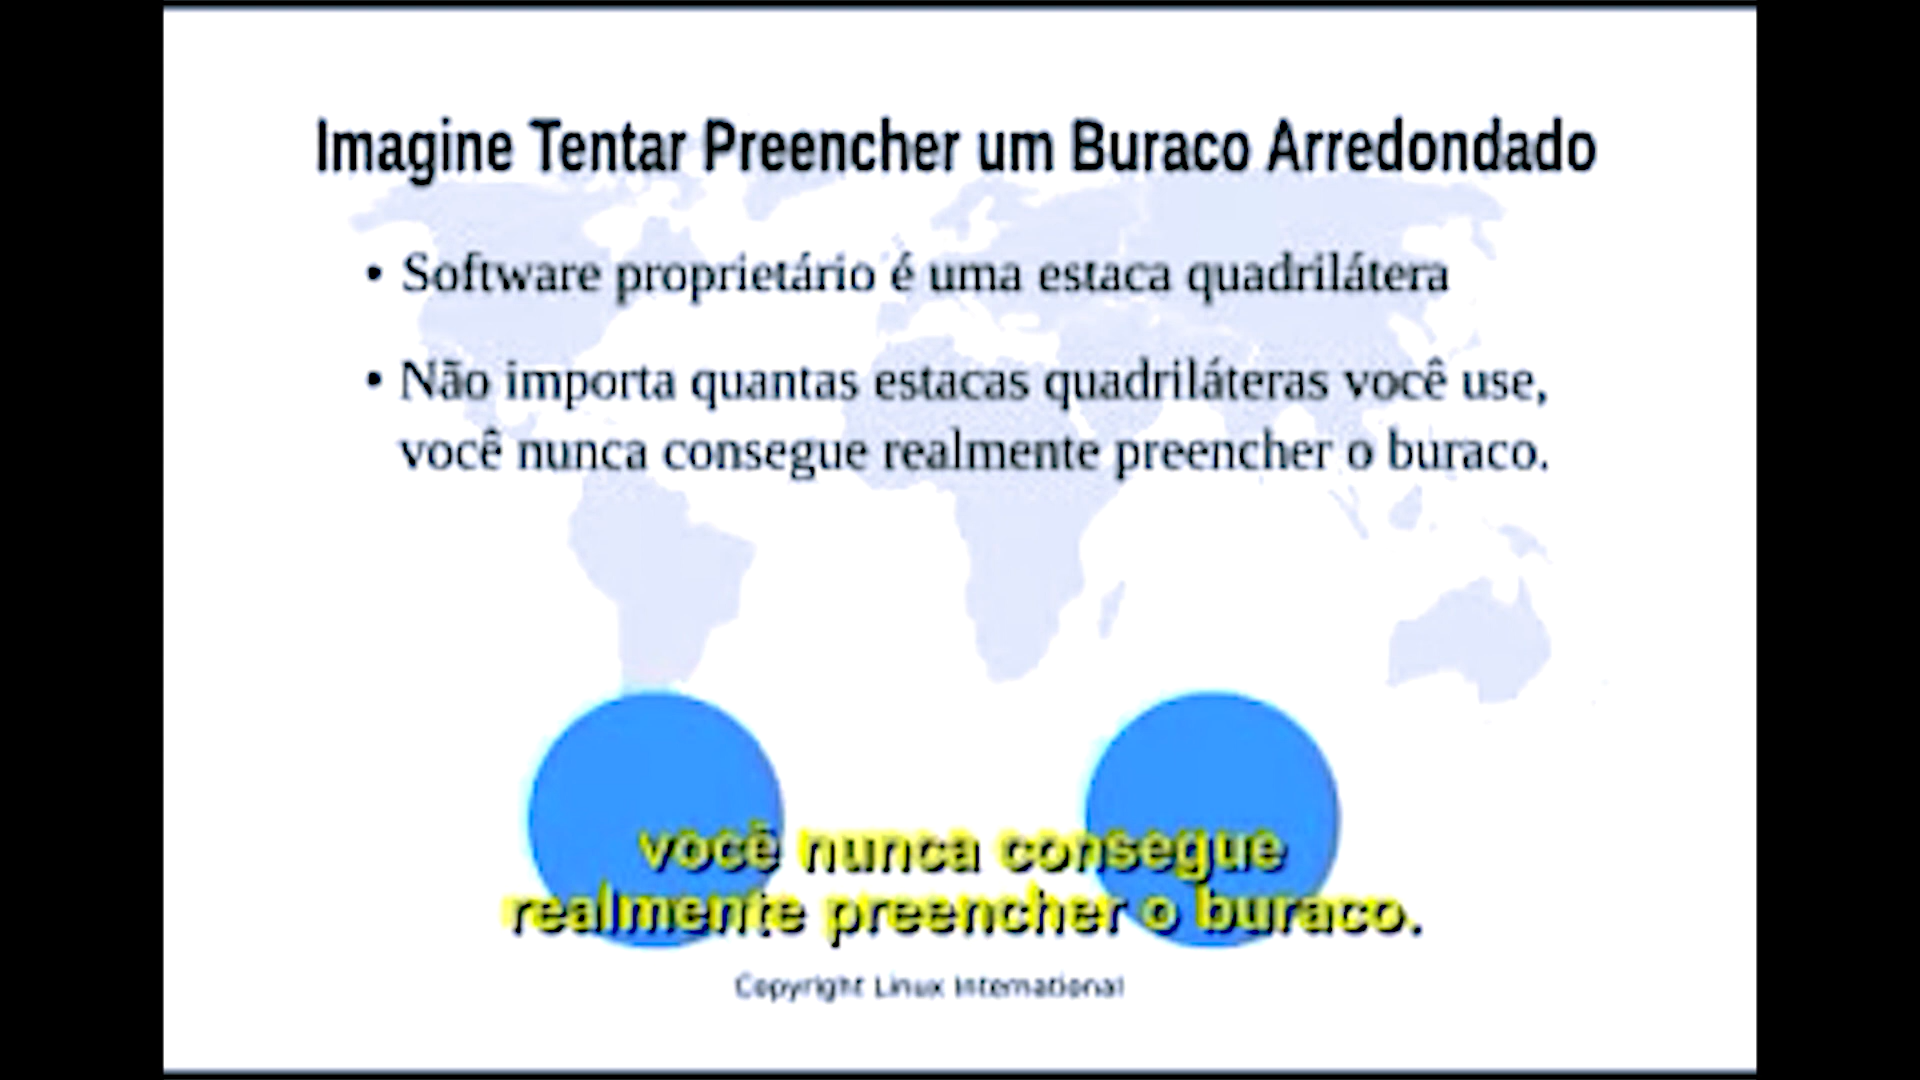 Imagine Tentar Preencher um Buraco Arredondado
• Software proprietário é uma estaca quadrilátera
• Não importa quantas estacas quadriláteras você use,
você nunca consegue realmente preencher o buraco.
você nunca consegue
realmente preencher o buraco.
Copyright Linux International